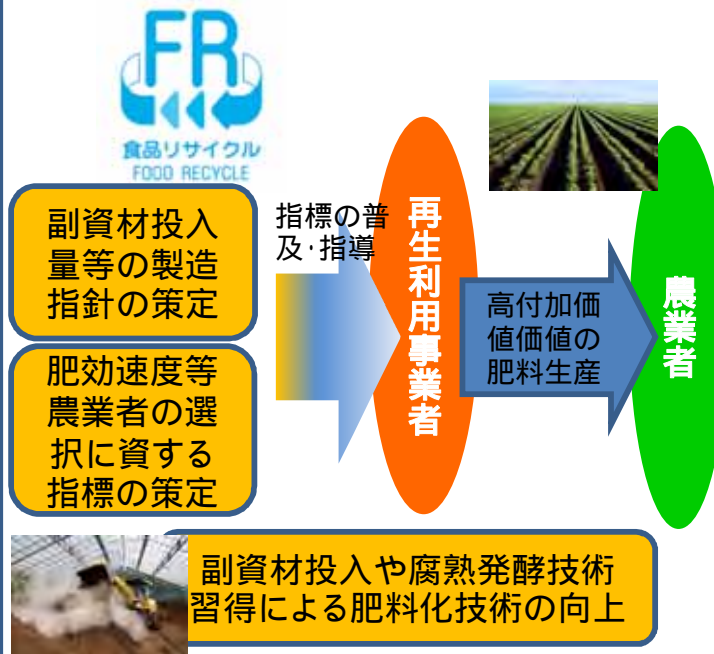 FR
食品リサイクル
FOOD RECYCLE
副資材投入
量等の製造
指針の策定
肥効速度等
農業者の選
択に資する
指標の策定
指標の普
及・指導
再生利用事業者
高付加価
値価値の
肥料生産
農業者
副資材投入や腐熟発酵技術
習得による肥料化技術の向上